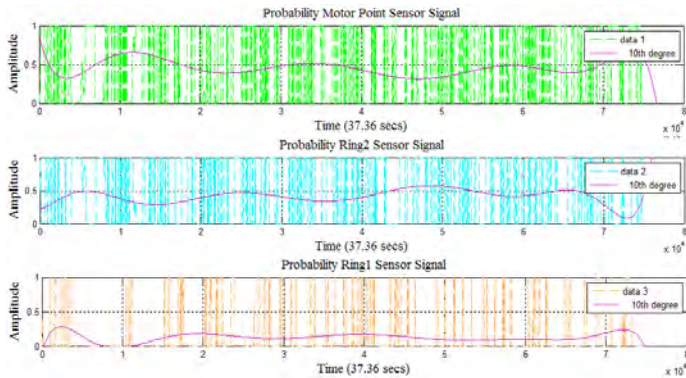 Probability Motor Point Sensor Signal
Amplitude
1
0.5
0
data 1
10th degree
0 1 2 3 4 5 6 7 8
x 10
Time (37.36 secs)
Probability Ring2 Sensor Signal
Amplitude
1
0.5
0
data 2
10th degree
0 1 2 3 4 5 6 7 8
x 10⁴
Time (37.36 secs)
Probability Ring1 Sensor Signal
Amplitude
1
0.5
0
data 3
10th degree
0 1 2 3 4 5 6 7 8
x 10⁴
Time (37.36 secs)